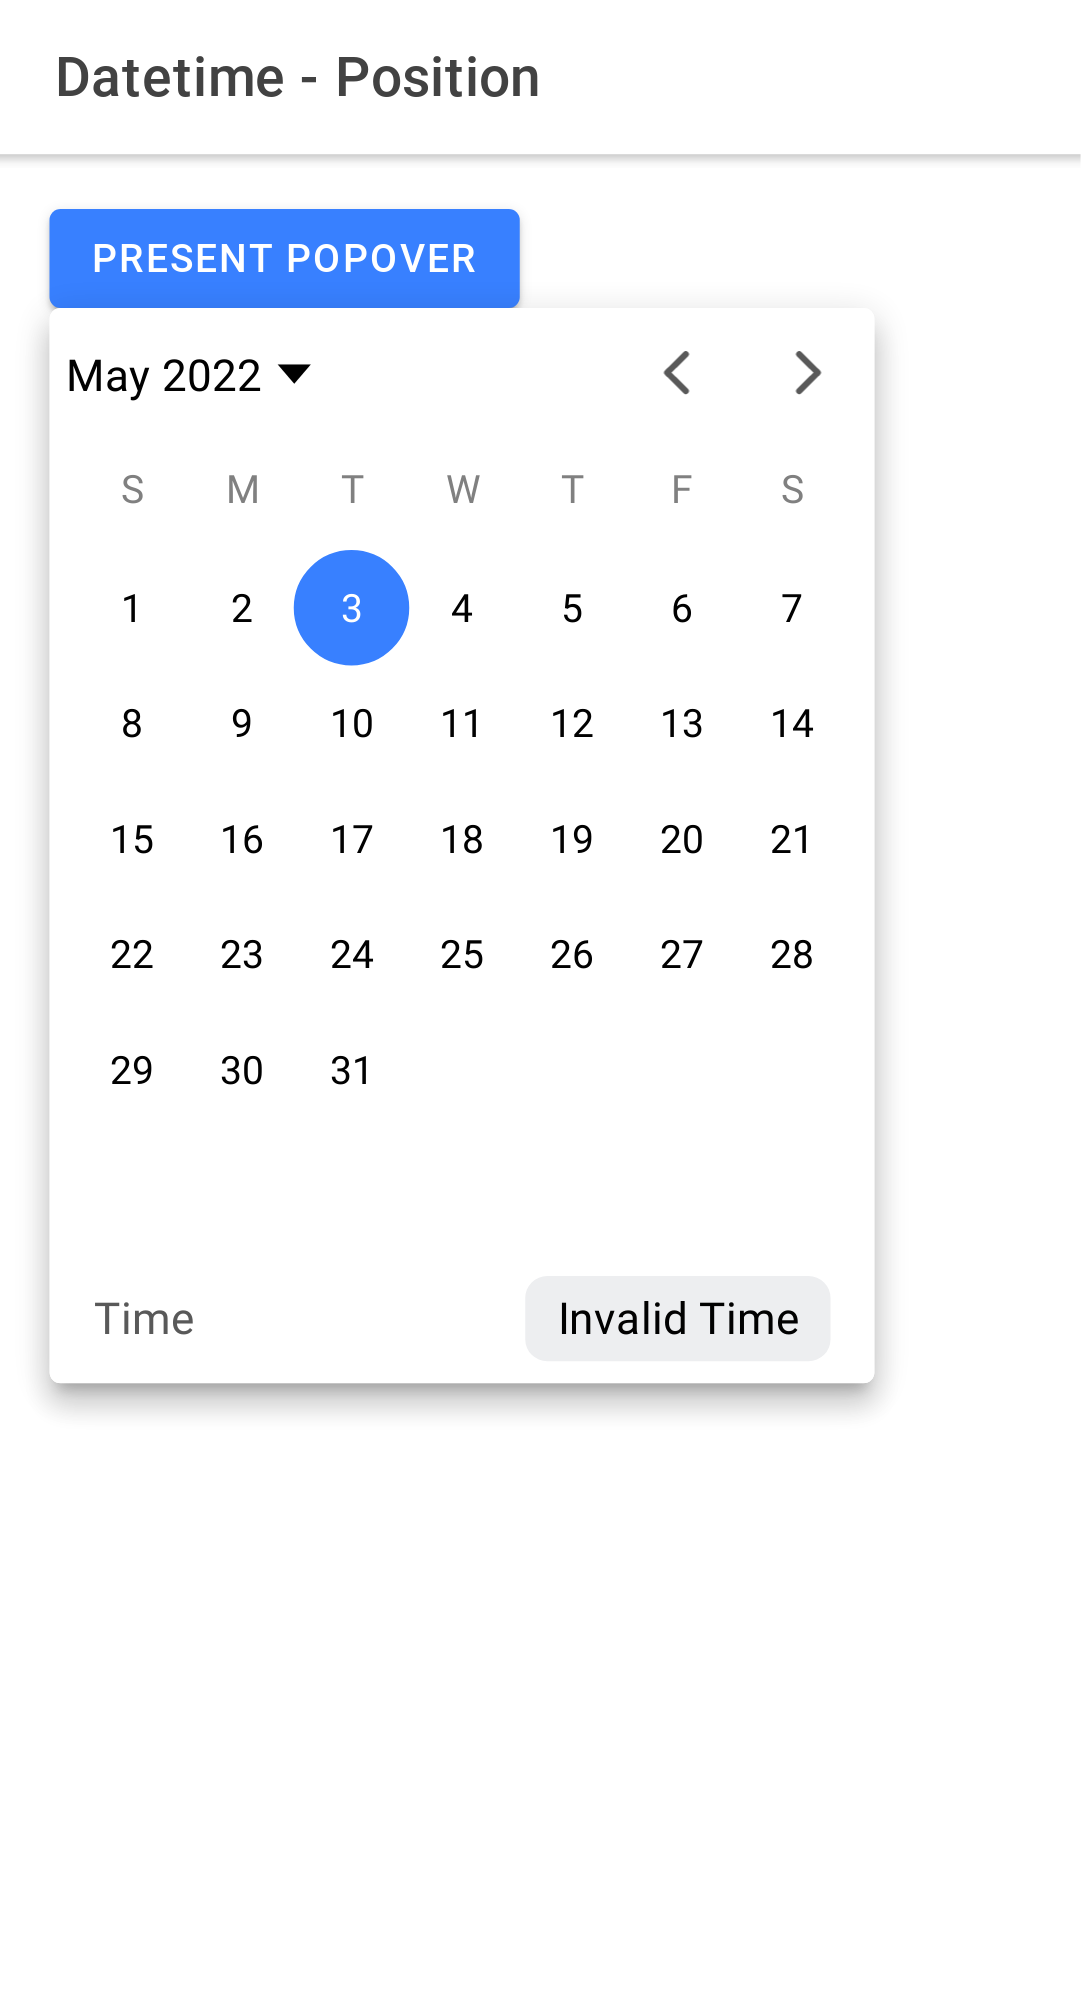 Datetime - Position
PRESENT POPOVER
May 2022
S M T W T F S
1 2 3 4 5 6 7
8 9 10 11 12 13 14
15 16 17 18 19 20 21
22 23 24 25 26 27 28
29 30 31
Time Invalid Time